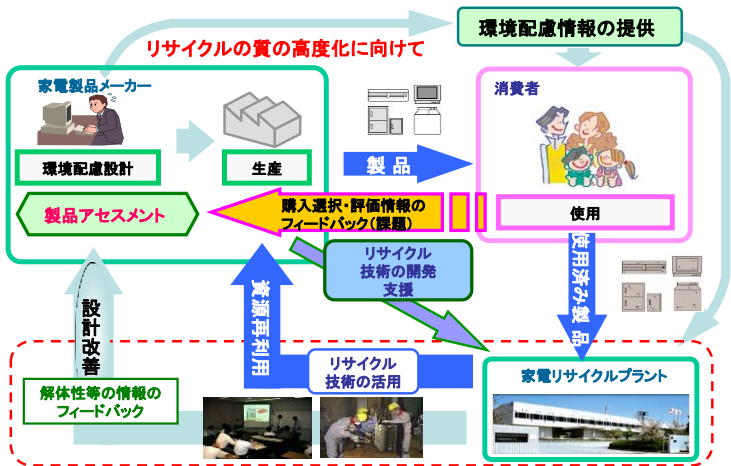 環境配慮情報の提供
リサイクルの質の高度化に向けて
家電製品メーカー
消費者
環境配慮設計
生産
製品
製品アセスメント
購入選択・評価情報の
フィードバック(課題)
使用
リサイクル
技術の開発
支援
使用済み製品
資源再利用
設計改善
リサイクル
技術の活用
家電リサイクルプラント
解体性等の情報の
フィードバック